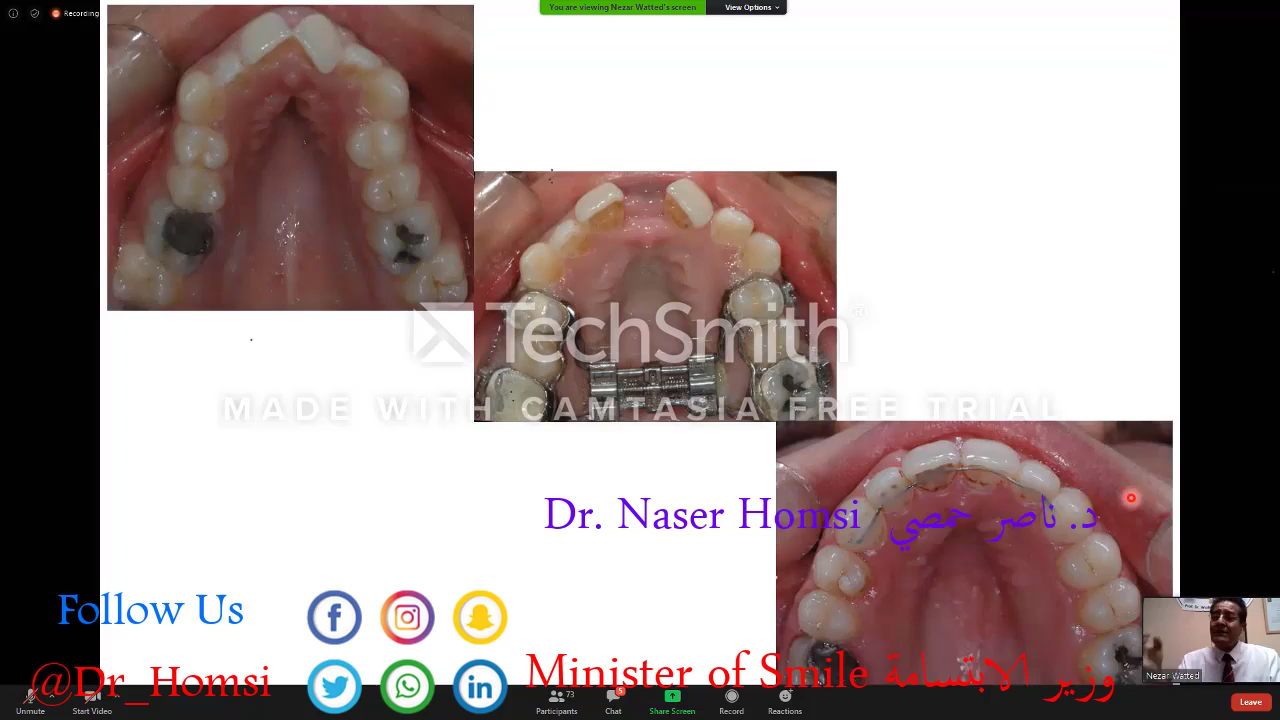 Recording
You are viewing Nezar Watted's screen
View Options
TechSmith
MADE WITH CAMTASIA FREE TRIAL
Dr. Naser Homsi د. ناصر حمصي
Follow Us
@Dr_Homsi
Minister of Smile وزير الابتسامة
Nezar Watted
Unmute
Start Video
Participants
73
Chat
5
Share Screen
Record
Reactions
Leave